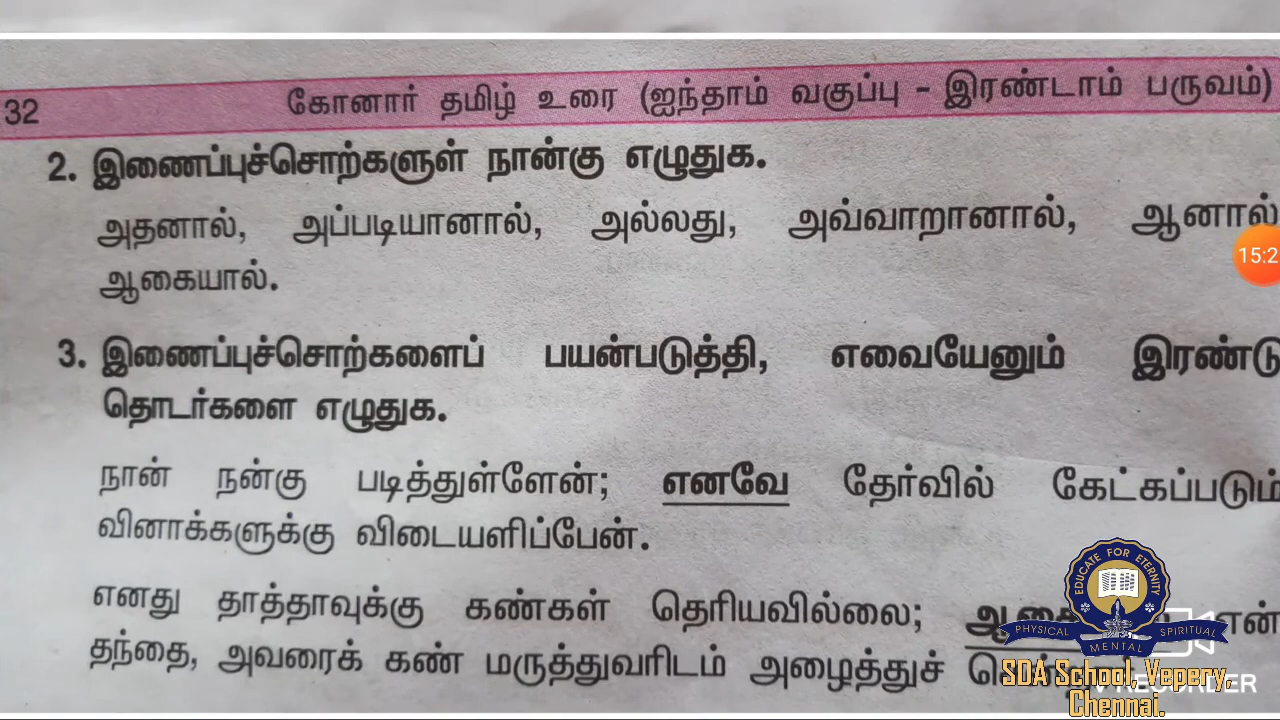 32 கோனார் தமிழ் உரை (ஐந்தாம் வகுப்பு - இரண்டாம் பருவம்)
2. இணைப்புச்சொற்களுள் நான்கு எழுதுக.
அதனால், அப்படியானால், அல்லது, அவ்வாறானால், ஆனால்
15:2
ஆகையால்.
3. இணைப்புச்சொற்களைப் பயன்படுத்தி, எவையேனும் இரண்டு
தொடர்களை எழுதுக.
நான் நன்கு படித்துள்ளேன்; எனவே தேர்வில் கேட்கப்படும்
வினாக்களுக்கு விடையளிப்பேன்.
எனது தாத்தாவுக்கு கண்கள் தெரியவில்லை; என்
தந்தை, அவரைக் கண் மருத்துவரிடம் அழைத்துச்
EDUCATE FOR ETERNITY
PHYSICAL MENTAL SPIRITUAL
SDA School, Vepery,
Chennai.
RECORDER